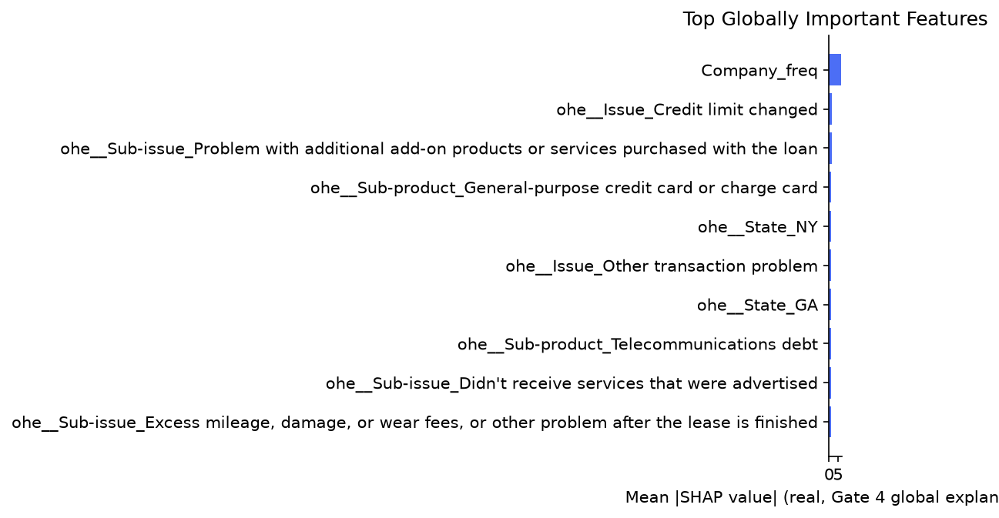 Top Globally Important Features
Company_freq
ohe__Issue_Credit limit changed
ohe__Sub-issue_Problem with additional add-on products or services purchased with the loan
ohe__Sub-product_General-purpose credit card or charge card
ohe__State_NY
ohe__Issue_Other transaction problem
ohe__State_GA
ohe__Sub-product_Telecommunications debt
ohe__Sub-issue_Didn't receive services that were advertised
ohe__Sub-issue_Excess mileage, damage, or wear fees, or other problem after the lease is finished
0 5
Mean |SHAP value| (real, Gate 4 global explan